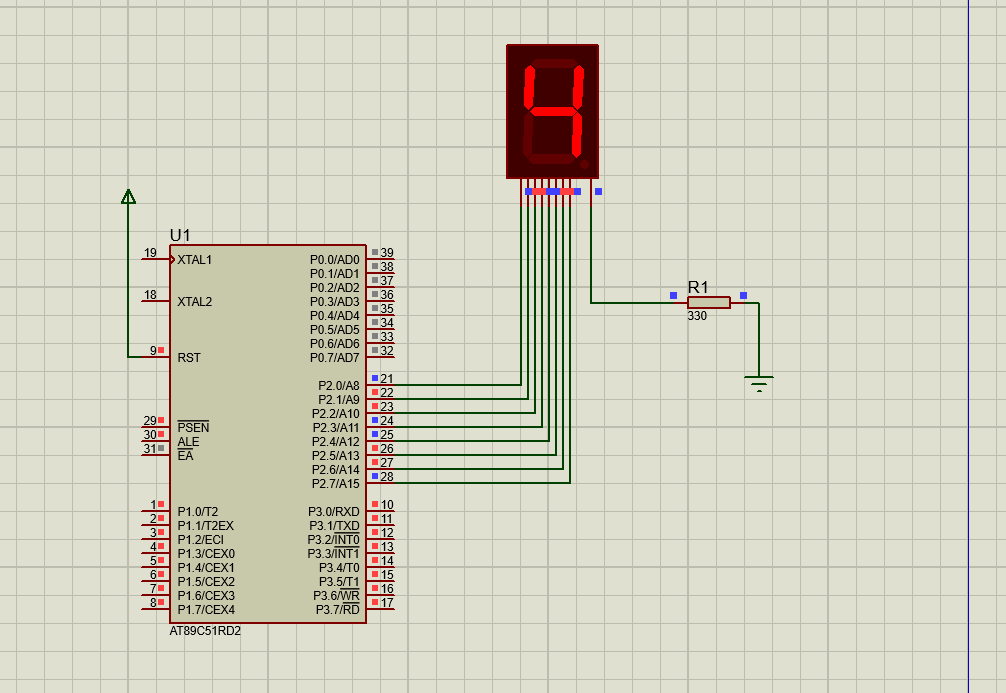 4
U1
19 XTAL1
18 XTAL2
9 RST
29 PSEN
30 ALE
31 EA
1 P1.0/T2
2 P1.1/T2EX
3 P1.2/ECI
4 P1.3/CEX0
5 P1.4/CEX1
6 P1.5/CEX2
7 P1.6/CEX3
8 P1.7/CEX4
P0.0/AD0 39
P0.1/AD1 38
P0.2/AD2 37
P0.3/AD3 36
P0.4/AD4 35
P0.5/AD5 34
P0.6/AD6 33
P0.7/AD7 32
P2.0/A8 21
P2.1/A9 22
P2.2/A10 23
P2.3/A11 24
P2.4/A12 25
P2.5/A13 26
P2.6/A14 27
P2.7/A15 28
P3.0/RXD 10
P3.1/TXD 11
P3.2/INT0 12
P3.3/INT1 13
P3.4/T0 14
P3.5/T1 15
P3.6/WR 16
P3.7/RD 17
AT89C51RD2
R1
330